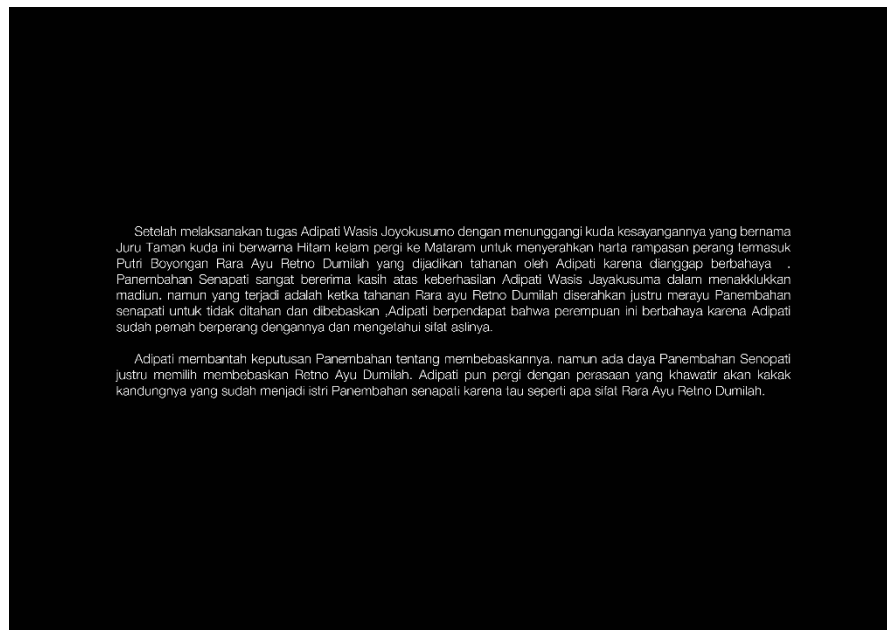 Setelah melaksanakan tugas Adipati Wasis Joyokusumo dengan menunggangi kuda kesayangannya yang bernama
Juru Taman kuda ini berwarna Hitam kelam pergi ke Mataram untuk menyerahkan harta rampasan perang termasuk
Putri Boyongan Rara Ayu Retno Dumilah yang dijadikan tahanan oleh Adipati karena dianggap berbahaya .
Panembahan Senapati sangat bererima kasih atas keberhasilan Adipati Wasis Jayakusuma dalam menakklukkan
madiun. namun yang terjadi adalah ketka tahanan Rara ayu Retno Dumilah diserahkan justru merayu Panembahan
senapati untuk tidak ditahan dan dibebaskan ,Adipati berpendapat bahwa perempuan ini berbahaya karena Adipati
sudah pernah berperang dengannya dan mengetahui sifat aslinya.
Adipati membantah keputusan Panembahan tentang membebaskannya. namun ada daya Panembahan Senopati
justru memilih membebaskan Retno Ayu Dumilah. Adipati pun pergi dengan perasaan yang khawatir akan kakak
kandungnya yang sudah menjadi istri Panembahan senapati karena tau seperti apa sifat Rara Ayu Retno Dumilah.